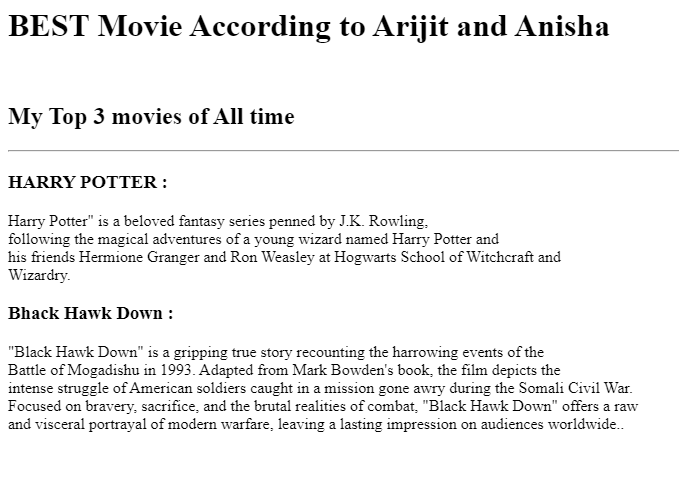 BEST Movie According to Arijit and Anisha
My Top 3 movies of All time
HARRY POTTER :
Harry Potter" is a beloved fantasy series penned by J.K. Rowling,
following the magical adventures of a young wizard named Harry Potter and
his friends Hermione Granger and Ron Weasley at Hogwarts School of Witchcraft and
Wizardry.
Bhack Hawk Down :
"Black Hawk Down" is a gripping true story recounting the harrowing events of the
Battle of Mogadishu in 1993. Adapted from Mark Bowden's book, the film depicts the
intense struggle of American soldiers caught in a mission gone awry during the Somali Civil War.
Focused on bravery, sacrifice, and the brutal realities of combat, "Black Hawk Down" offers a raw
and visceral portrayal of modern warfare, leaving a lasting impression on audiences worldwide..